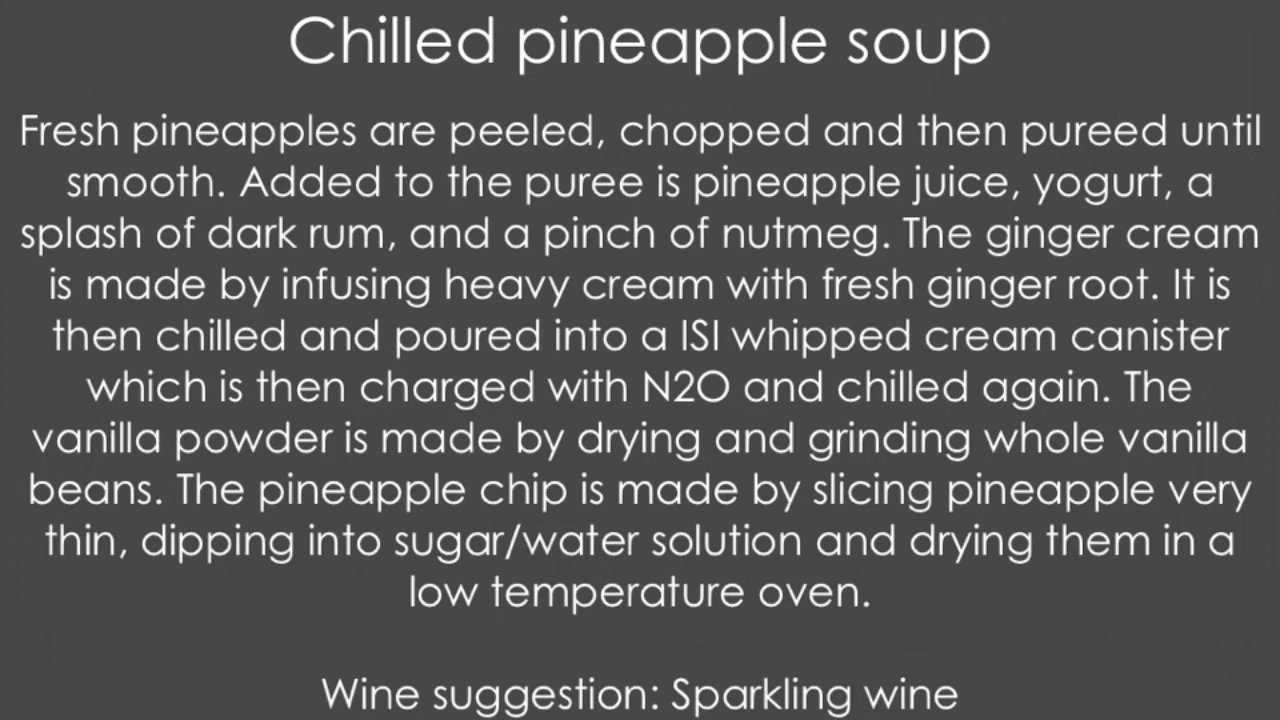 Chilled pineapple soup
Fresh pineapples are peeled, chopped and then pureed until
smooth. Added to the puree is pineapple juice, yogurt, a
splash of dark rum, and a pinch of nutmeg. The ginger cream
is made by infusing heavy cream with fresh ginger root. It is
then chilled and poured into a ISI whipped cream canister
which is then charged with N2O and chilled again. The
vanilla powder is made by drying and grinding whole vanilla
beans. The pineapple chip is made by slicing pineapple very
thin, dipping into sugar/water solution and drying them in a
low temperature oven.
Wine suggestion: Sparkling wine